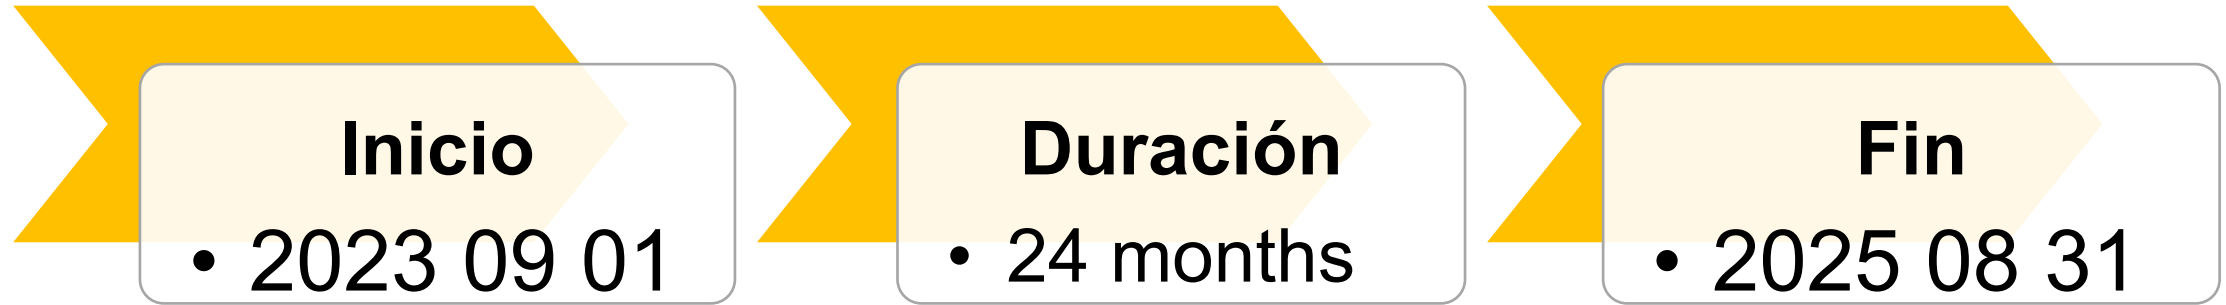 Inicio
• 2023 09 01
Duración
• 24 months
Fin
• 2025 08 31